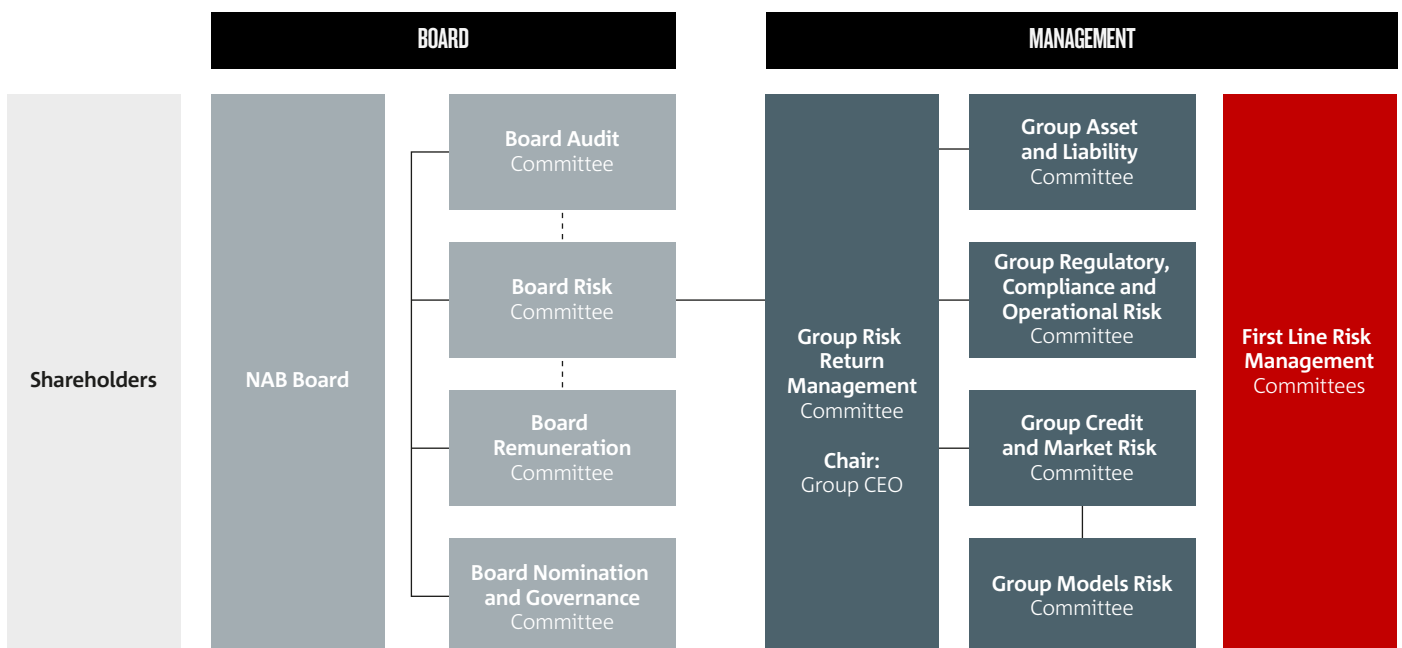 BOARD
MANAGEMENT
Shareholders
NAB Board
Board Audit
Committee
Board Risk
Committee
Board
Remuneration
Committee
Board Nomination
and Governance
Committee
Group Risk
Return
Management
Committee
Chair:
Group CEO
Group Asset
and Liability
Committee
Group Regulatory,
Compliance and
Operational Risk
Committee
Group Credit
and Market Risk
Committee
Group Models Risk
Committee
First Line Risk
Management
Committees